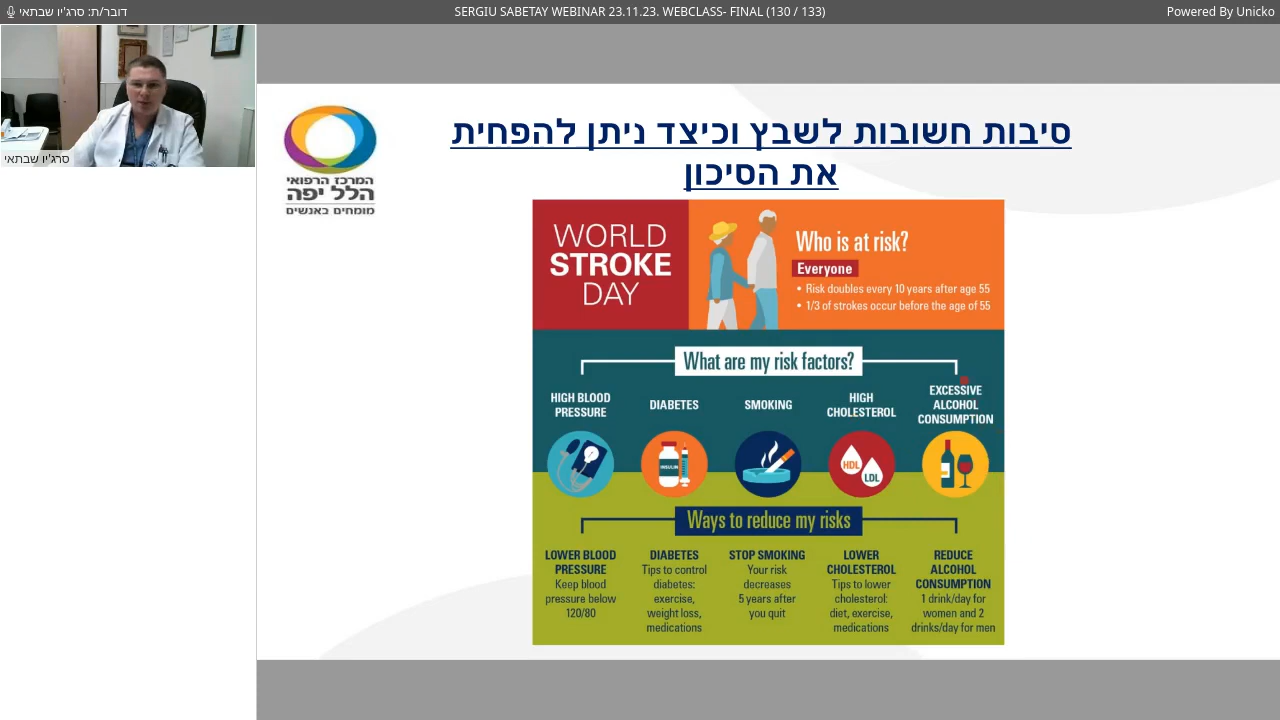 דובר/ת: סרג'יו שבתאי
SERGIU SABETAY WEBINAR 23.11.23. WEBCLASS- FINAL (130 / 133)
Powered By Unicko
סרג'יו שבתאי
המרכז הרפואי
הלל יפה
מומחים באנשים
סיבות חשובות לשבץ וכיצד ניתן להפחית
את הסיכון
WORLD
STROKE
DAY
Who is at risk?
Everyone
• Risk doubles every 10 years after age 55
• 1/3 of strokes occur before the age of 55
What are my risk factors?
HIGH BLOOD
PRESSURE
DIABETES
SMOKING
HIGH
CHOLESTEROL
EXCESSIVE
ALCOHOL
CONSUMPTION
INSULIN
HDL
LDL
Ways to reduce my risks
LOWER BLOOD
PRESSURE
Keep blood
pressure below
120/80
DIABETES
Tips to control
diabetes:
exercise,
weight loss,
medications
STOP SMOKING
Your risk
decreases
5 years after
you quit
LOWER
CHOLESTEROL
Tips to lower
cholesterol:
diet, exercise,
medications
REDUCE
ALCOHOL
CONSUMPTION
1 drink/day for
women and 2
drinks/day for men